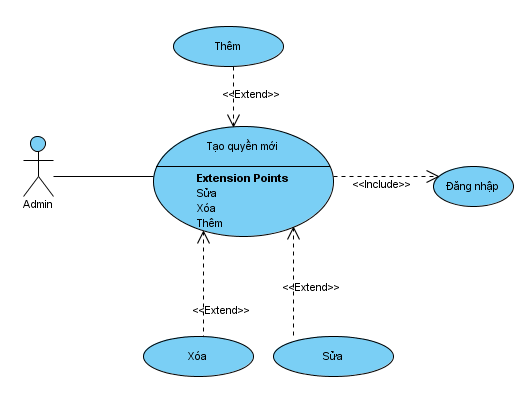 Thêm
<<Extend>>
Tạo quyền mới
Extension Points
Sửa
Xóa
Thêm
Admin
<<Include>>
Đăng nhập
<<Extend>>
<<Extend>>
Xóa
Sửa